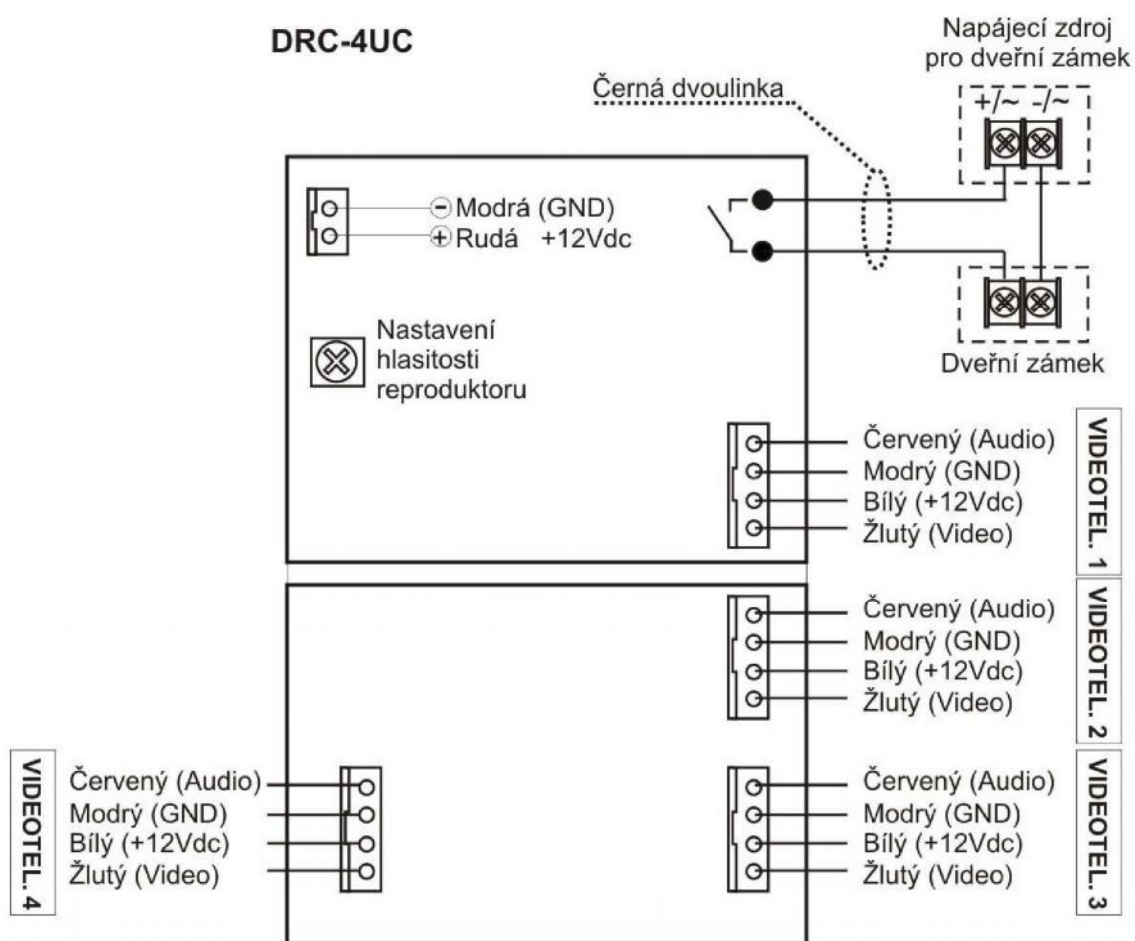 DRC-4UC
Napájecí zdroj
pro dveřní zámek
+/~ -/~
Černá dvoulinka
Modrá (GND)
Rudá +12Vdc
Nastavení
hlasitosti
reproduktoru
Dveřní zámek
Červený (Audio)
Modrý (GND)
Bílý (+12Vdc)
Žlutý (Video)
VIDEOTEL. 1
Červený (Audio)
Modrý (GND)
Bílý (+12Vdc)
Žlutý (Video)
VIDEOTEL. 2
VIDEOTEL. 4
Červený (Audio)
Modrý (GND)
Bílý (+12Vdc)
Žlutý (Video)
Červený (Audio)
Modrý (GND)
Bílý (+12Vdc)
Žlutý (Video)
VIDEOTEL. 3